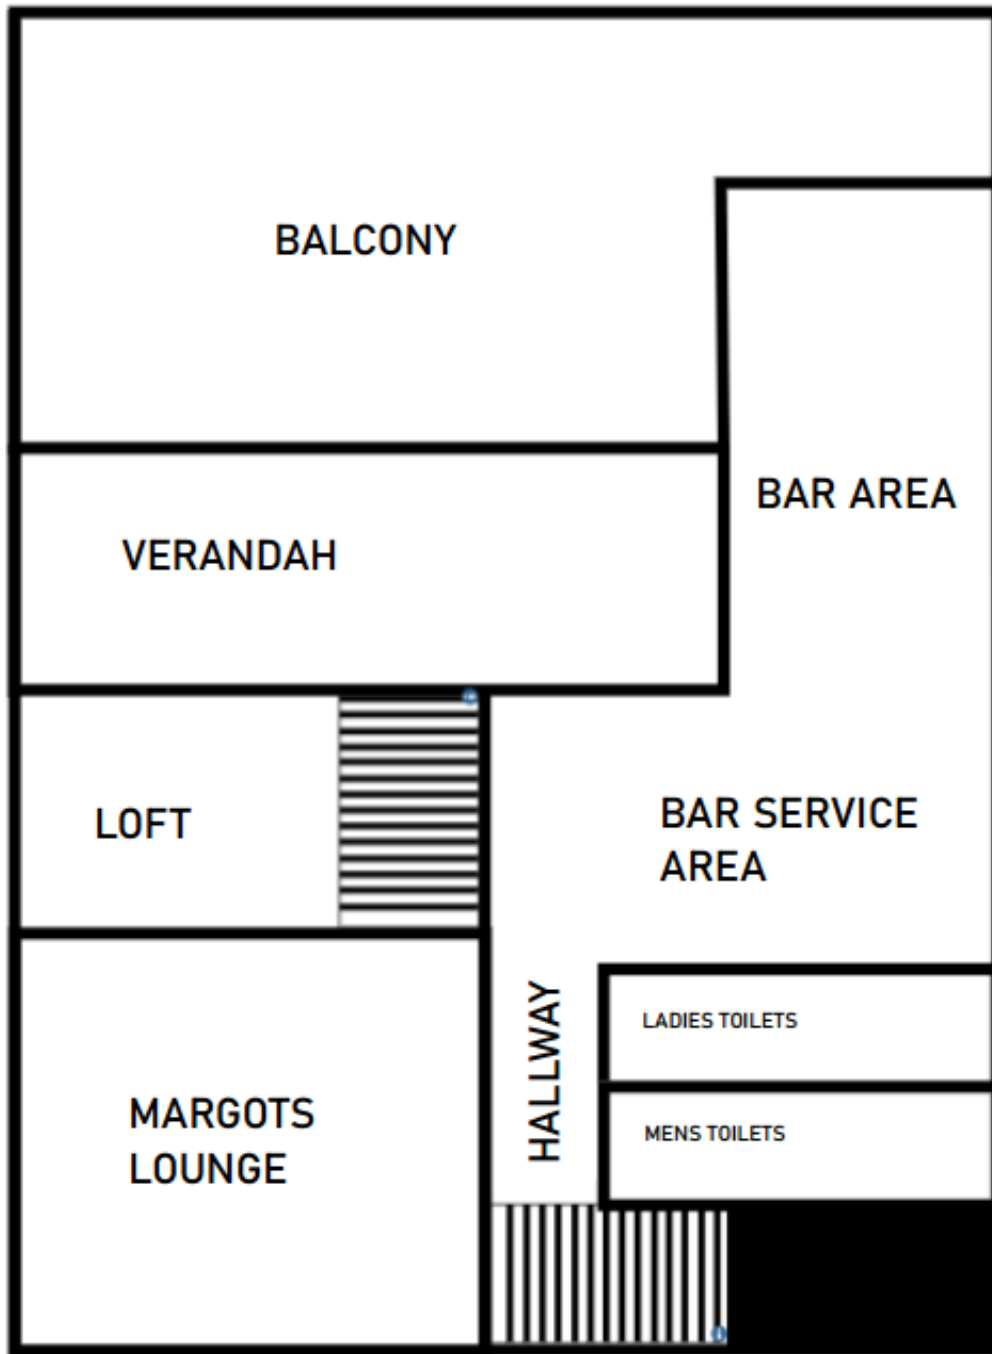 BALCONY
BAR AREA
VERANDAH
LOFT
BAR SERVICE
AREA
HALLWAY
LADIES TOILETS
MENS TOILETS
MARGOTS
LOUNGE